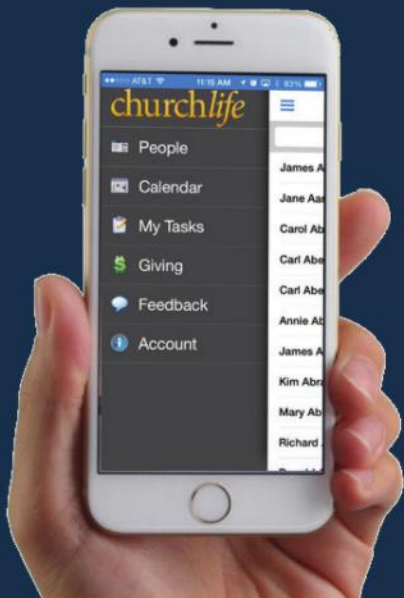 AT&T 11:15 AM 83%
churchlife
People
Calendar
My Tasks
Giving
Feedback
Account
James A
Jane Aar
Carol Ab
Carl Abe
Carl Abe
Annie Ab
James A
Kim Abra
Mary Ab
Richard